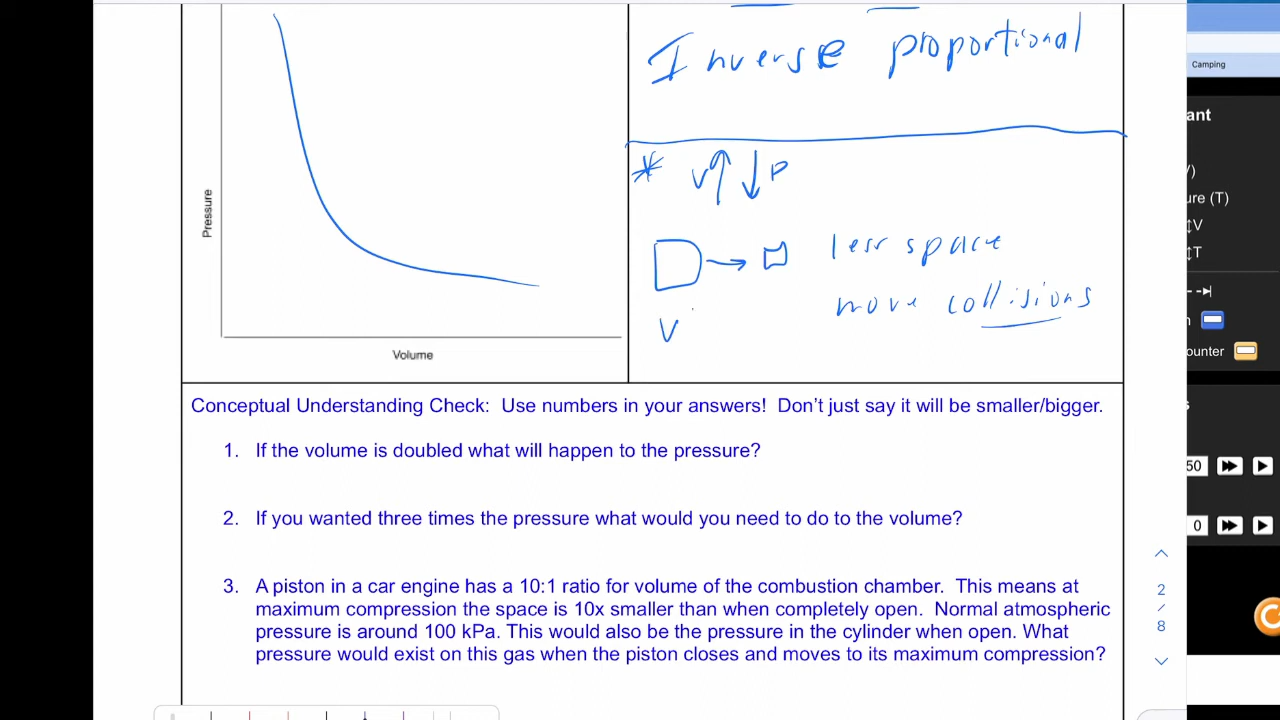 Inverse proportional
Camping
ant
* V↑ ↓P
/)
ure (T)
↕V
↕T
Pressure
less space
more collisions
V
n
ounter
Volume
s
Conceptual Understanding Check: Use numbers in your answers! Don't just say it will be smaller/bigger.
1. If the volume is doubled what will happen to the pressure?
50
2. If you wanted three times the pressure what would you need to do to the volume?
0
3. A piston in a car engine has a 10:1 ratio for volume of the combustion chamber. This means at
maximum compression the space is 10x smaller than when completely open. Normal atmospheric
pressure is around 100 kPa. This would also be the pressure in the cylinder when open. What
pressure would exist on this gas when the piston closes and moves to its maximum compression?
2
/
8